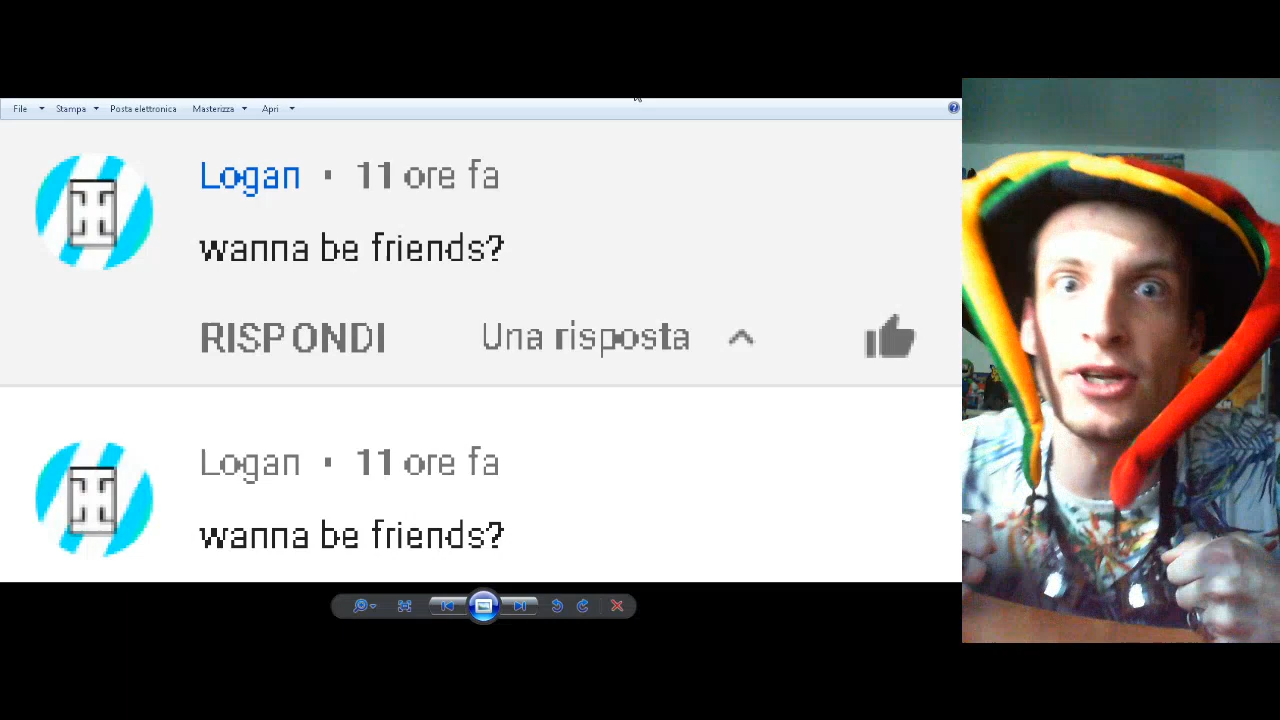 File Stampa Posta elettronica Masterizza Apri
Logan · 11 ore fa
wanna be friends?
RISPONDI Una risposta
Logan · 11 ore fa
wanna be friends?